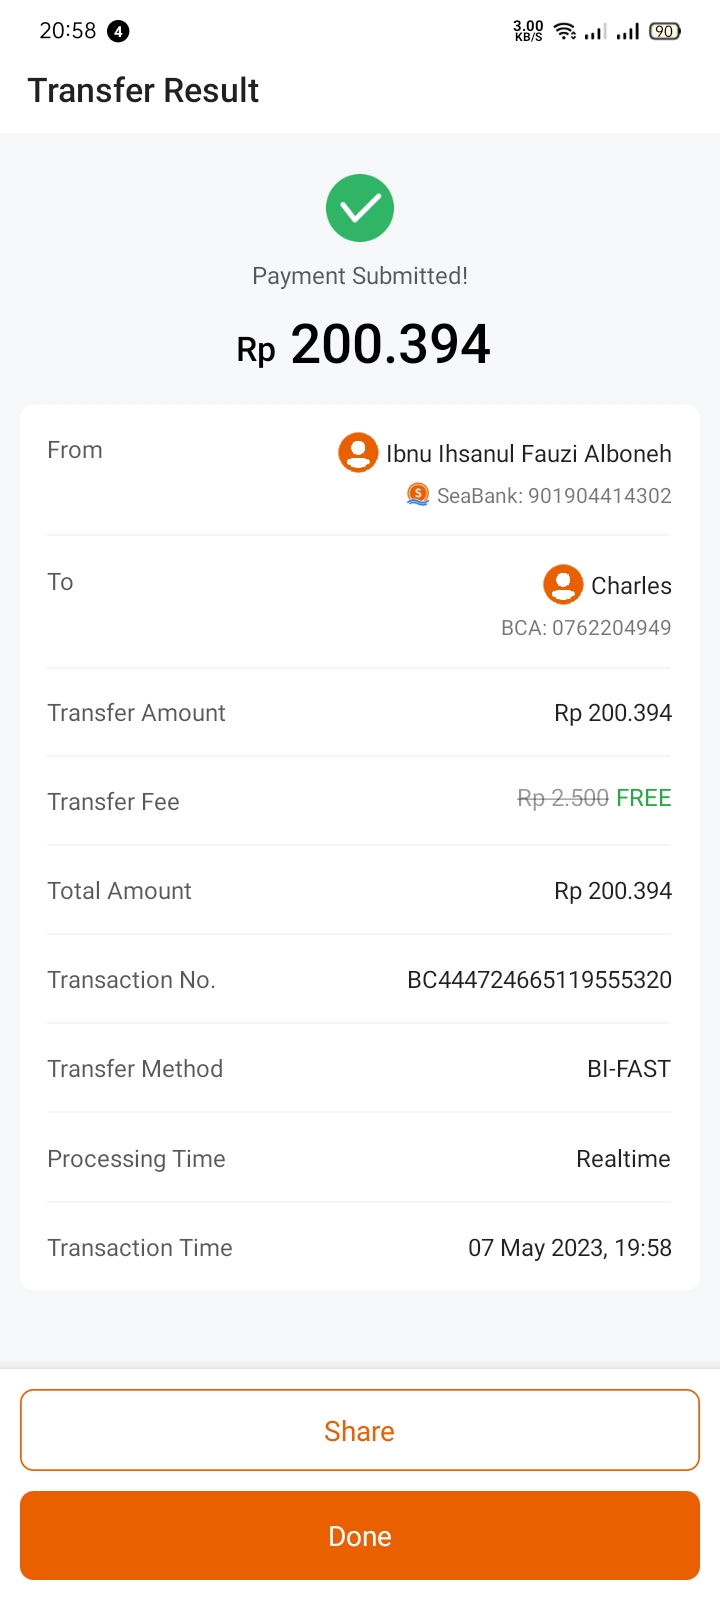 20:58 4 3.00 KB/S 90
Transfer Result
Payment Submitted!
Rp 200.394
From Ibnu Ihsanul Fauzi Alboneh
SeaBank: 901904414302
To Charles
BCA: 0762204949
Transfer Amount Rp 200.394
Transfer Fee Rp 2.500 FREE
Total Amount Rp 200.394
Transaction No. BC444724665119555320
Transfer Method BI-FAST
Processing Time Realtime
Transaction Time 07 May 2023, 19:58
Share
Done